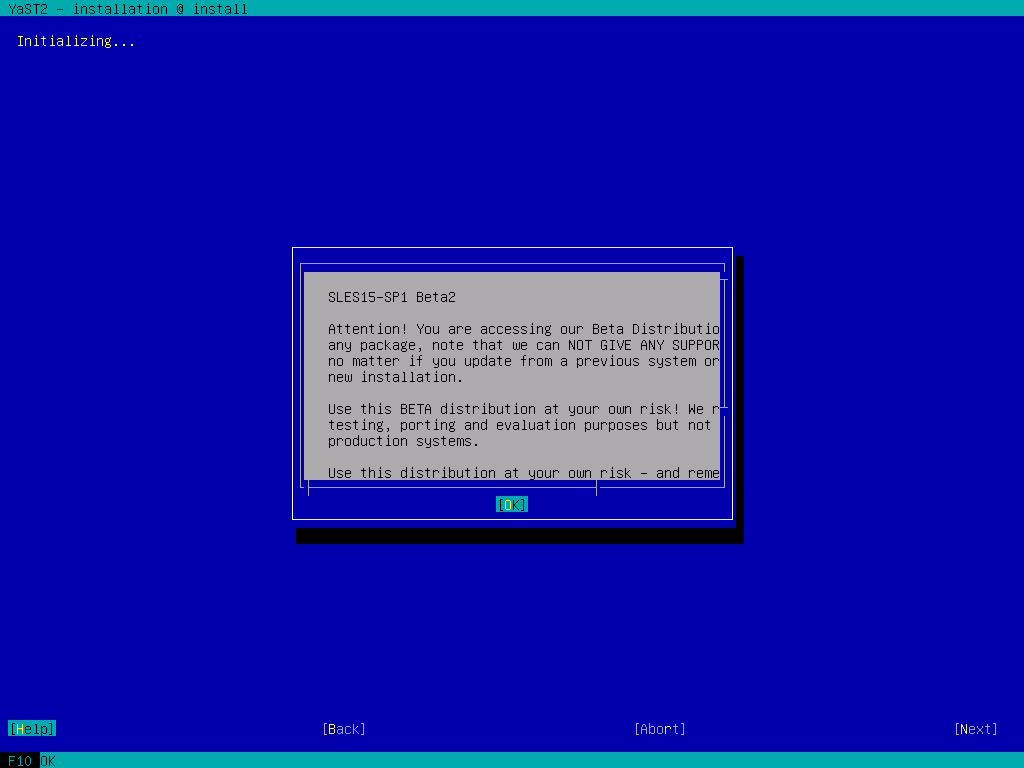 YaST2 - installation @ install
Initializing...
SLES15-SP1 Beta2
Attention! You are accessing our Beta Distributio
any package, note that we can NOT GIVE ANY SUPPOR
no matter if you update from a previous system or
new installation.
Use this BETA distribution at your own risk! We r
testing, porting and evaluation purposes but not
production systems.
Use this distribution at your own risk - and reme
[OK]
[Help] [Back] [Abort] [Next]
F10 OK